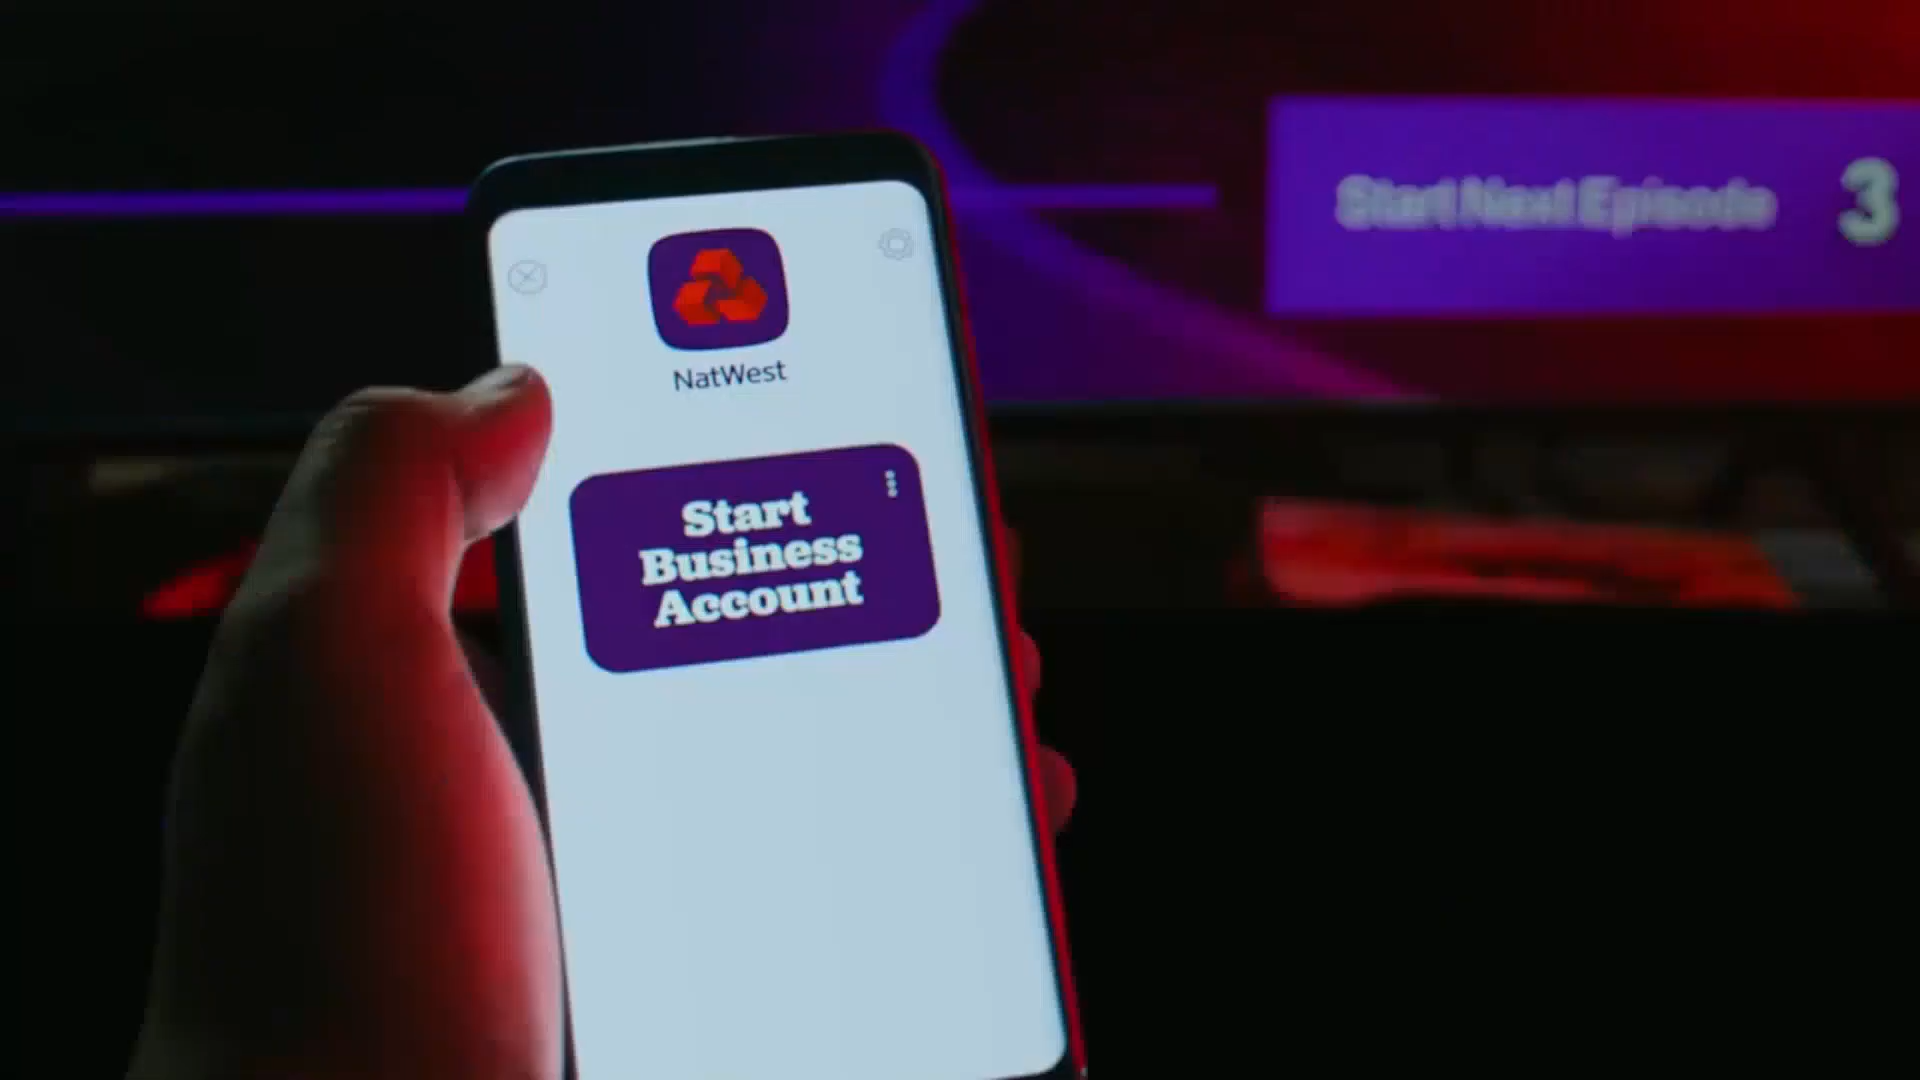 Start Next Episode 3
NatWest
Start
Business
Account